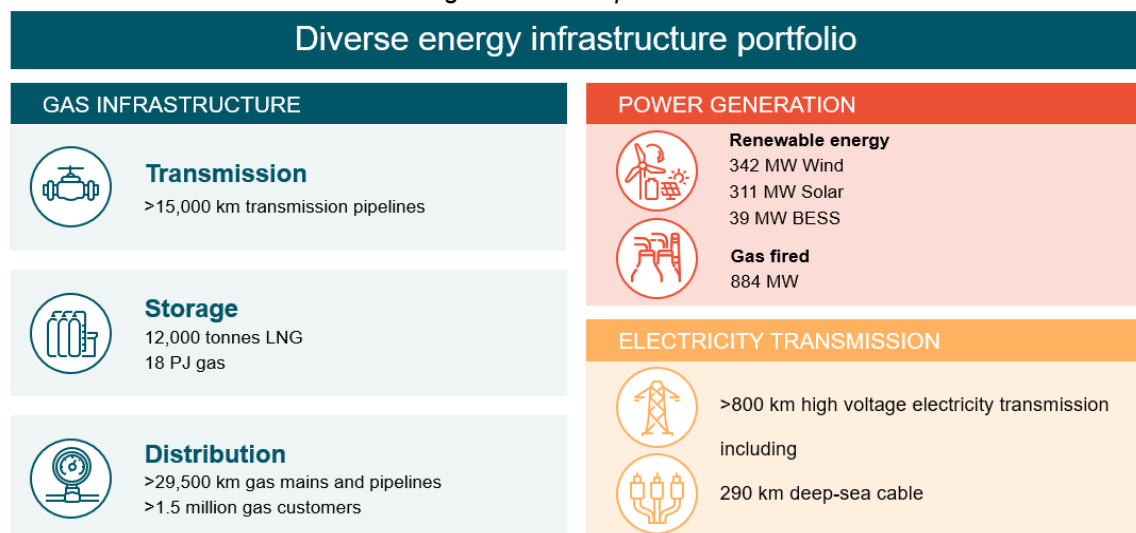 Diverse energy infrastructure portfolio
GAS INFRASTRUCTURE
Transmission
>15,000 km transmission pipelines
Storage
12,000 tonnes LNG
18 PJ gas
Distribution
>29,500 km gas mains and pipelines
>1.5 million gas customers
POWER GENERATION
Renewable energy
342 MW Wind
311 MW Solar
39 MW BESS
Gas fired
884 MW
ELECTRICITY TRANSMISSION
>800 km high voltage electricity transmission
including
290 km deep-sea cable